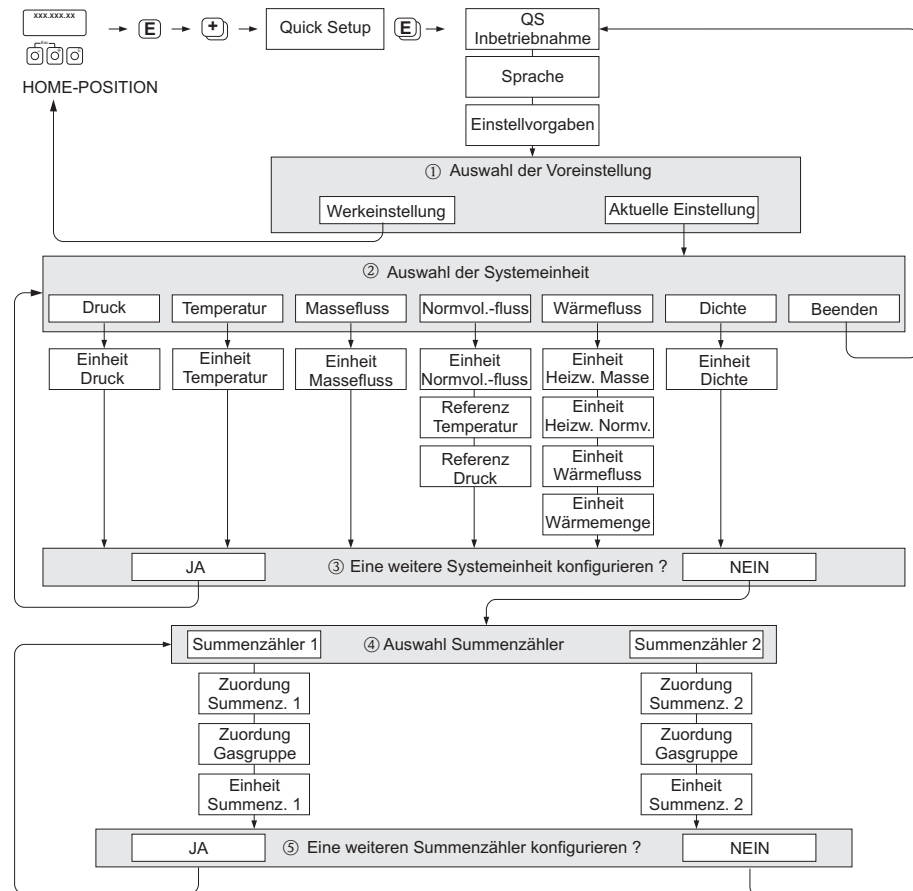 xxx.xxx.xx
Esc
E
+
Quick Setup
E
QS
Inbetriebnahme
HOME-POSITION
Sprache
Einstellvorgaben
① Auswahl der Voreinstellung
Werkeinstellung
Aktuelle Einstellung
② Auswahl der Systemeinheit
Druck
Temperatur
Massefluss
Normvol.-fluss
Wärmefluss
Dichte
Beenden
Einheit
Druck
Einheit
Temperatur
Einheit
Massefluss
Einheit
Normvol.-fluss
Referenz
Temperatur
Referenz
Druck
Einheit
Heizw. Masse
Einheit
Heizw. Normv.
Einheit
Wärmefluss
Einheit
Wärmemenge
Einheit
Dichte
JA
③ Eine weitere Systemeinheit konfigurieren ?
NEIN
Summenzähler 1
④ Auswahl Summenzähler
Summenzähler 2
Zuordung
Summenz. 1
Zuordung
Gasgruppe
Einheit
Summenz. 1
Zuordung
Summenz. 2
Zuordung
Gasgruppe
Einheit
Summenz. 2
JA
⑤ Eine weiteren Summenzähler konfigurieren ?
NEIN